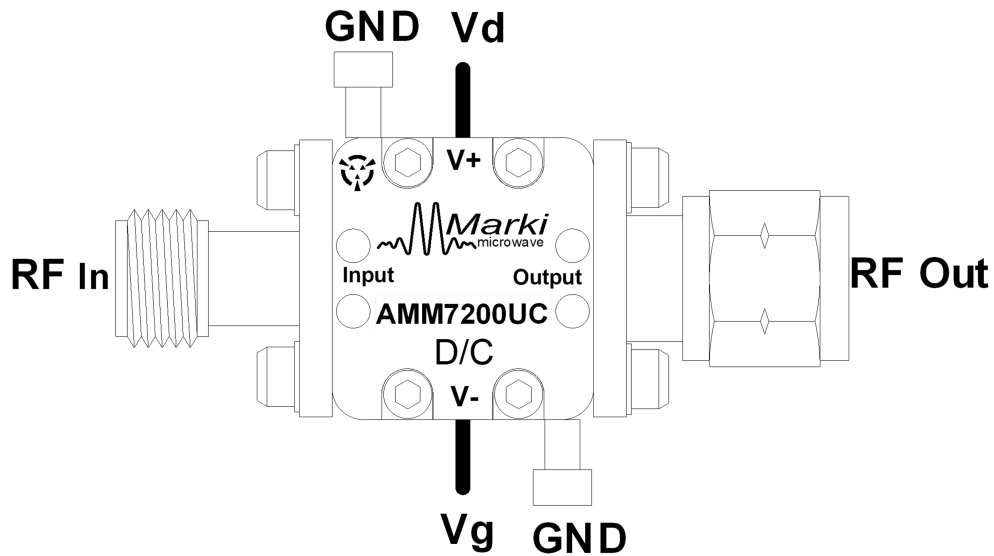 GND Vd
V+
Marki
microwave
RF In
RF Out
Input
Output
AMM7200UC
D/C
V-
Vg
GND